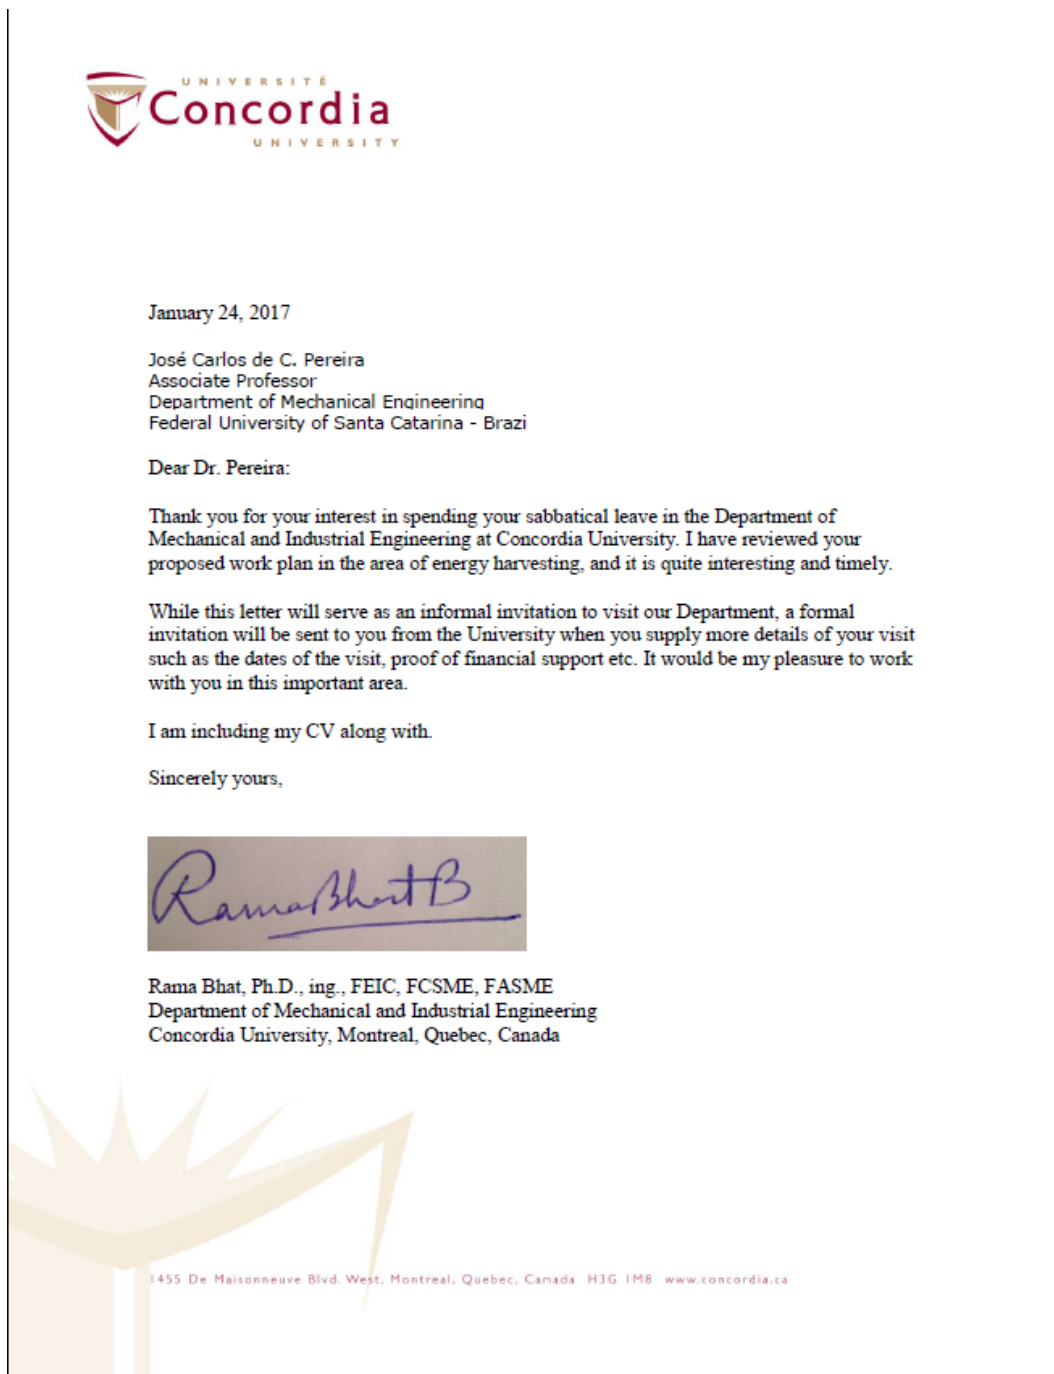 UNIVERSITÉ
Concordia
UNIVERSITY
January 24, 2017
José Carlos de C. Pereira
Associate Professor
Department of Mechanical Engineering
Federal University of Santa Catarina - Brazi
Dear Dr. Pereira:
Thank you for your interest in spending your sabbatical leave in the Department of
Mechanical and Industrial Engineering at Concordia University. I have reviewed your
proposed work plan in the area of energy harvesting, and it is quite interesting and timely.
While this letter will serve as an informal invitation to visit our Department, a formal
invitation will be sent to you from the University when you supply more details of your visit
such as the dates of the visit, proof of financial support etc. It would be my pleasure to work
with you in this important area.
I am including my CV along with.
Sincerely yours,
Rama Bhat B
Rama Bhat, Ph.D., ing., FEIC, FCSME, FASME
Department of Mechanical and Industrial Engineering
Concordia University, Montreal, Quebec, Canada
1455 De Maisonneuve Blvd. West, Montreal, Quebec, Canada H3G 1M8 www.concordia.ca